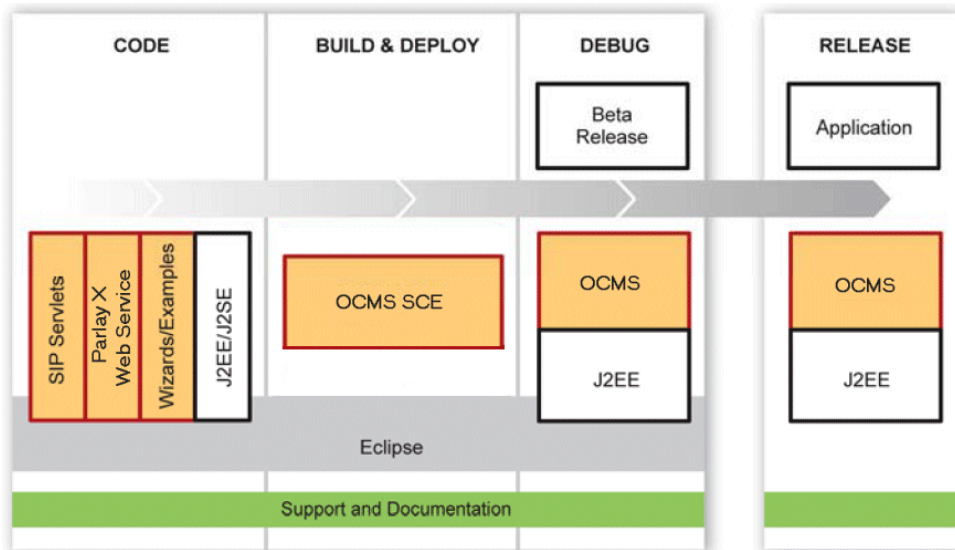 CODE
BUILD & DEPLOY
DEBUG
RELEASE
Beta
Release
Application
SIP Servlets
Parlay X
Web Service
Wizards/Examples
J2EE/J2SE
OCMS SCE
OCMS
J2EE
OCMS
J2EE
Eclipse
Support and Documentation